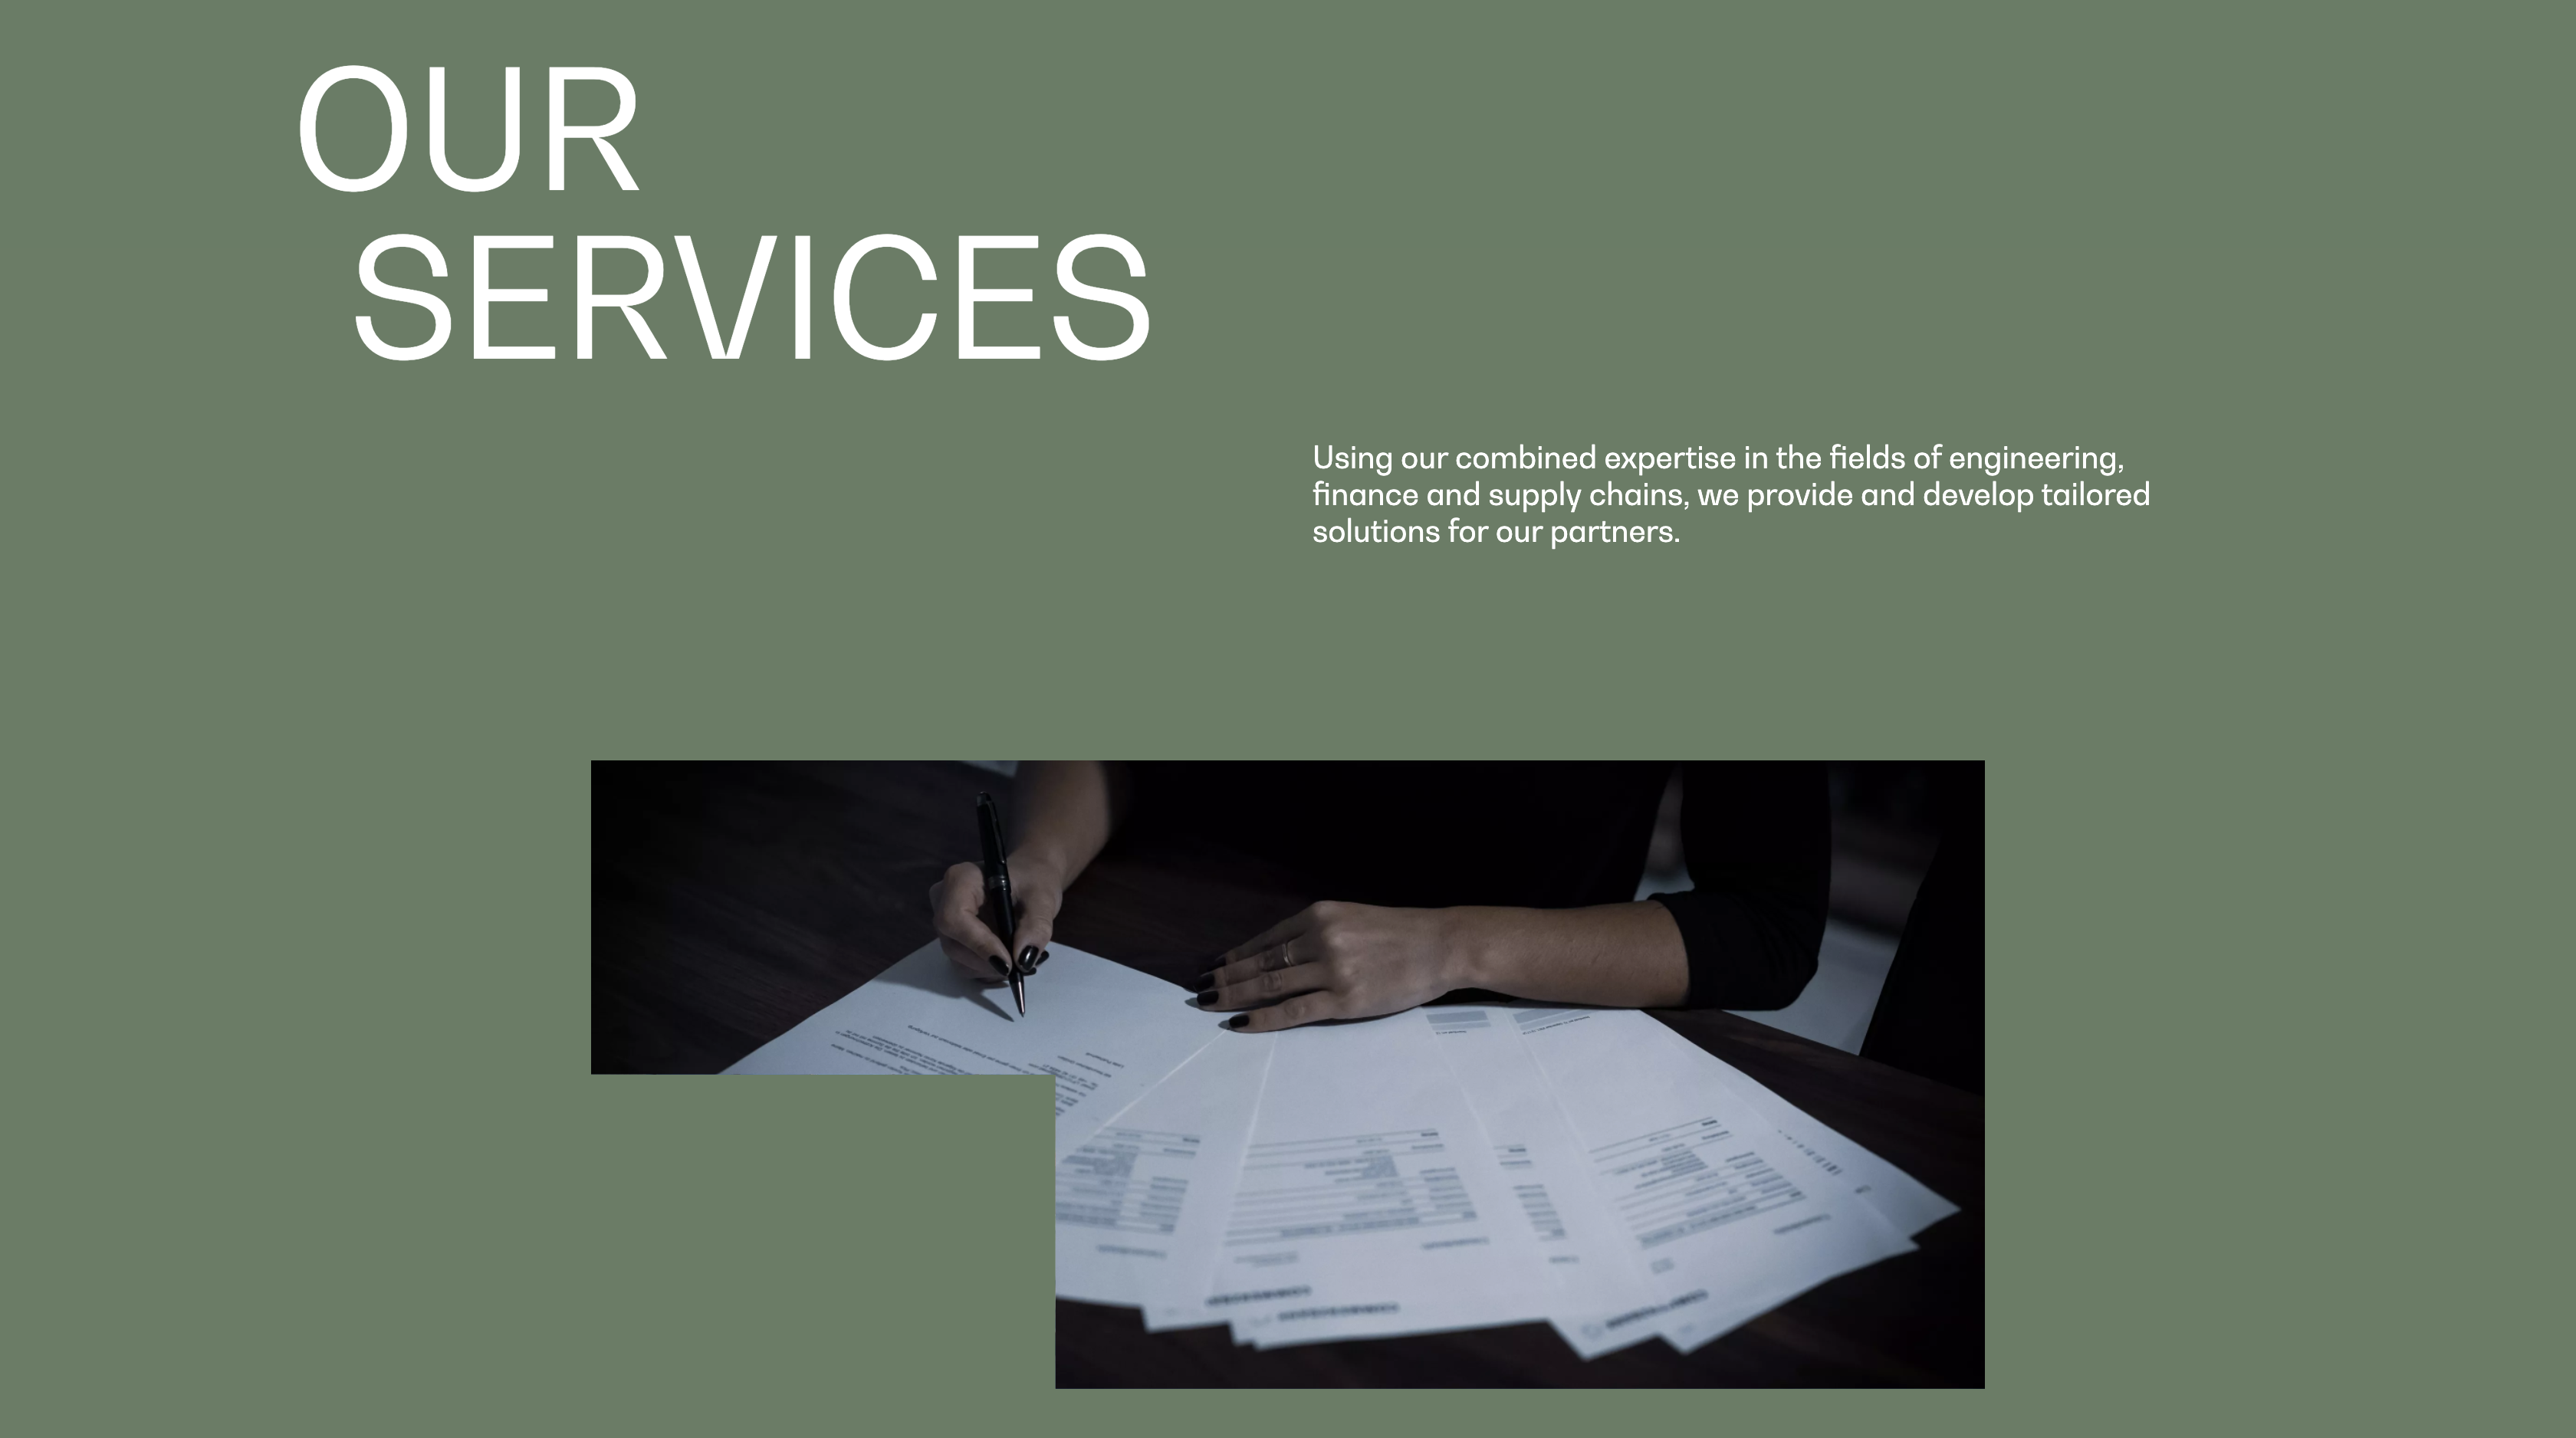 OUR
SERVICES
Using our combined expertise in the fields of engineering,
finance and supply chains, we provide and develop tailored
solutions for our partners.